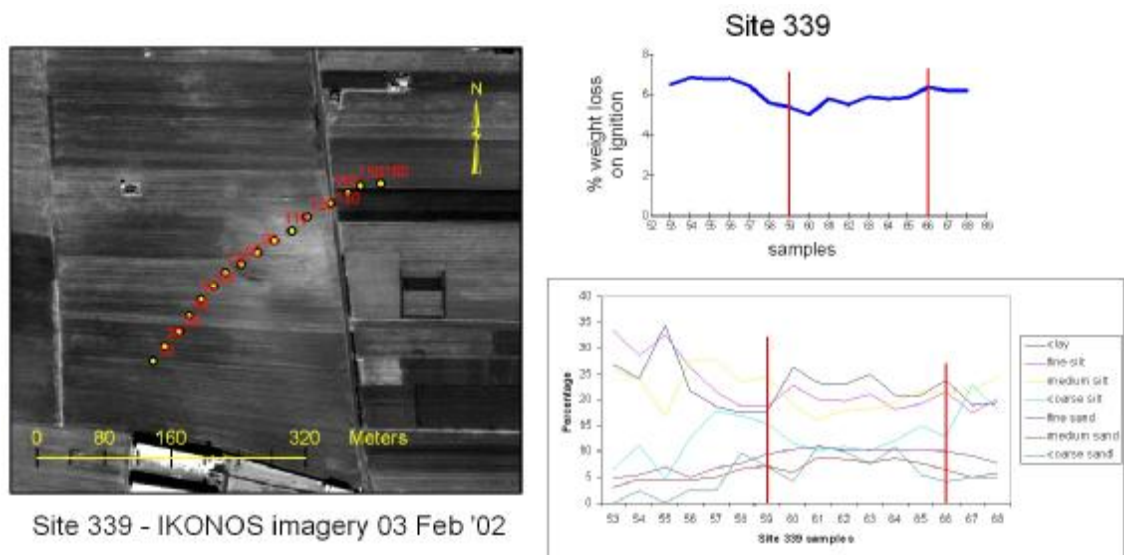 Site 339
N
0 80 160 320 Meters
Site 339 - IKONOS imagery 03 Feb '02
% weight loss
on ignition
8
6
4
2
0
52 53 54 55 56 57 58 59 60 61 62 63 64 65 66 67 68 69
samples
Percentage
40
35
30
25
20
15
10
5
0
53 54 55 56 57 58 59 60 61 62 63 64 65 66 67 68
Site 339 samples
clay
fine-silt
medium silt
coarse silt
fine sand
medium sand
coarse sand